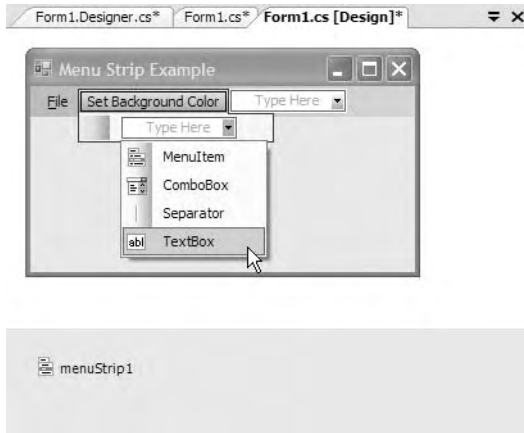 Form1.Designer.cs* Form1.cs* Form1.cs [Design]*
Menu Strip Example
File Set Background Color Type Here
Type Here
MenuItem
ComboBox
Separator
abl TextBox
menuStrip1